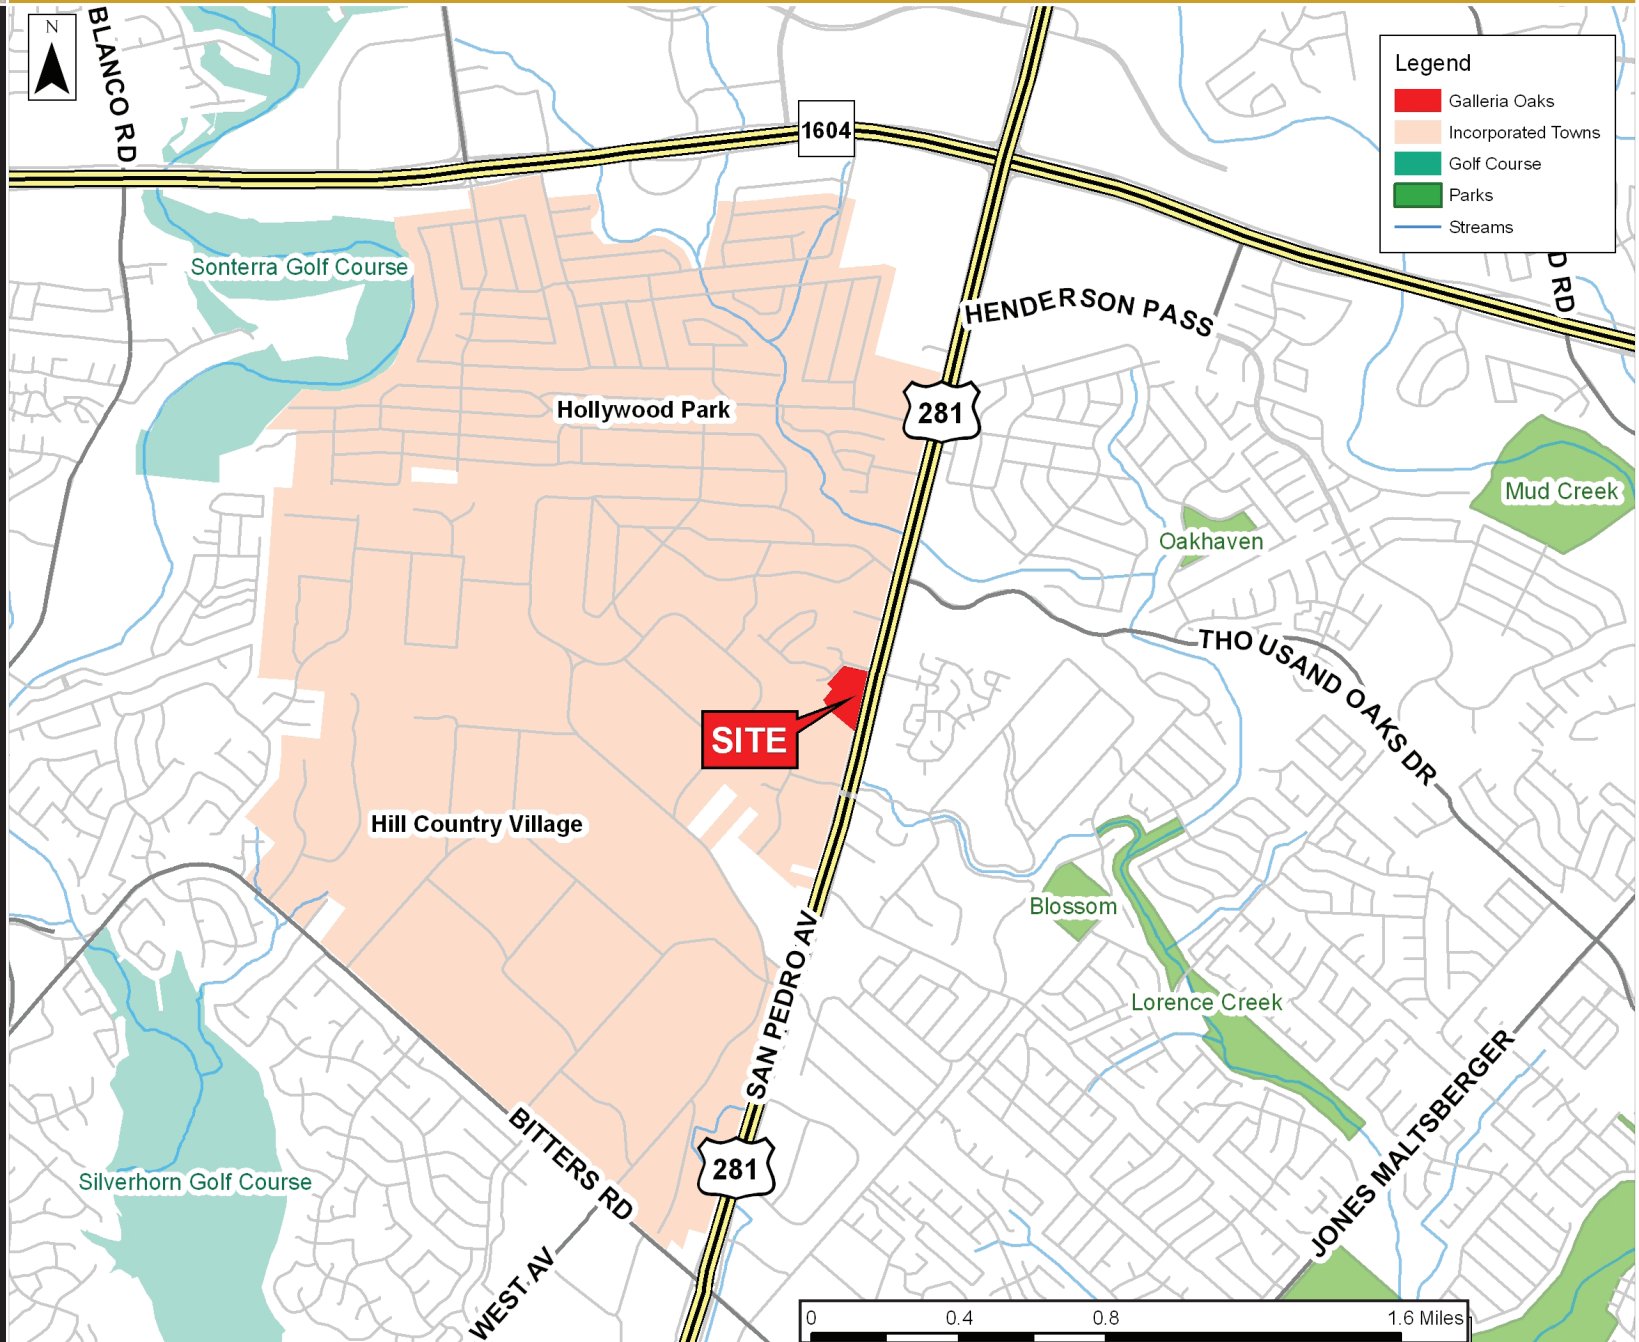 N
BLANCO RD
1604
Legend
Galleria Oaks
Incorporated Towns
Golf Course
Parks
Streams
D RD
Sonterra Golf Course
HENDERSON PASS
Hollywood Park
281
Mud Creek
Oakhaven
THOUSAND OAKS DR
SITE
Hill Country Village
Blossom
SAN PEDRO AV
Lorence Creek
BITTERS RD
281
JONES MALTSBERGER
Silverhorn Golf Course
WEST AV
0 0.4 0.8 1.6 Miles